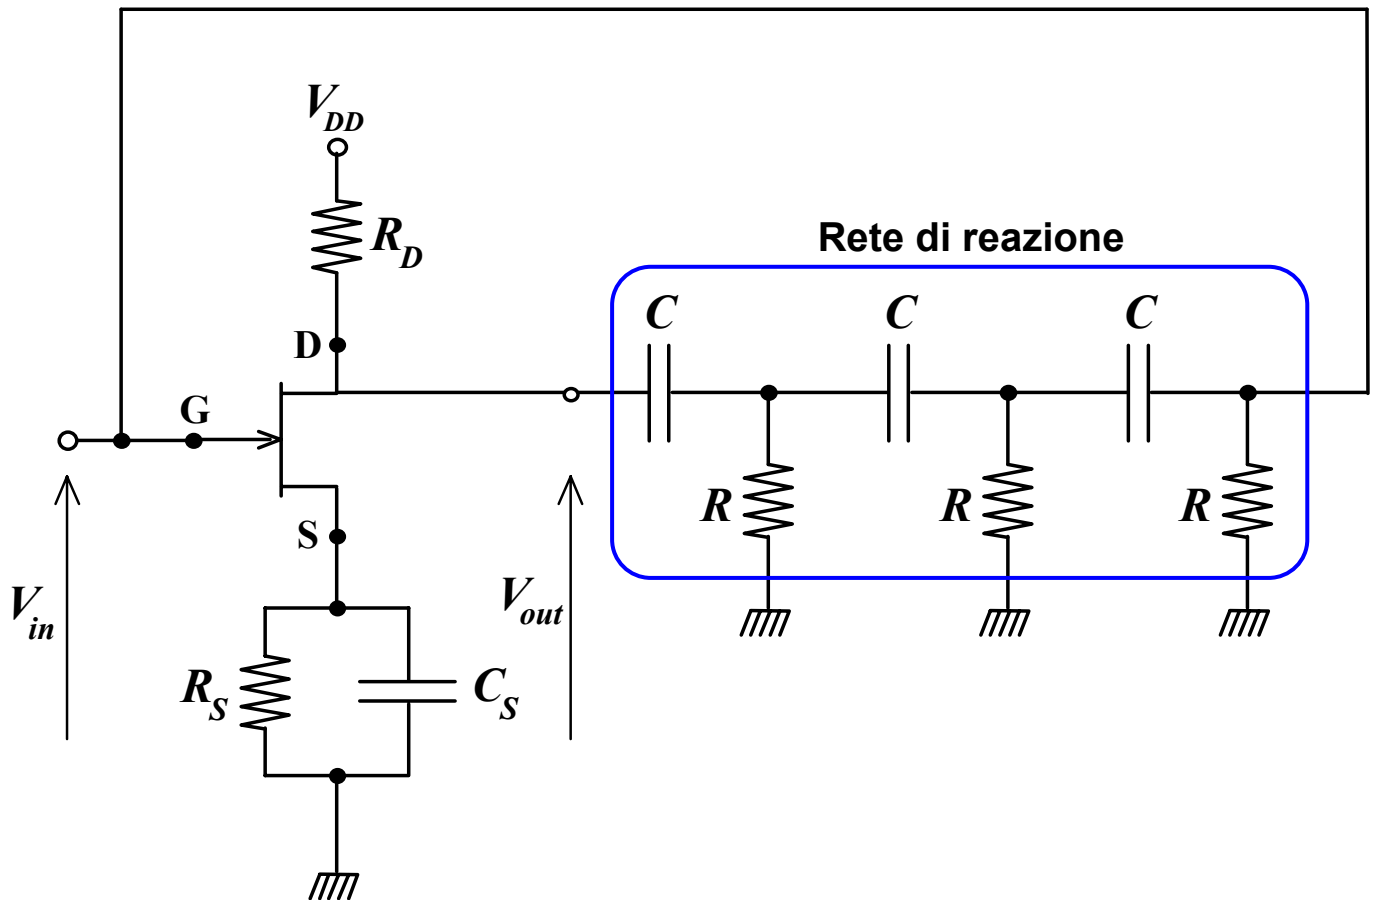 V_DD
R_D
Rete di reazione
C C C
D
G
R R R
S
V_in
V_out
R_S
C_S